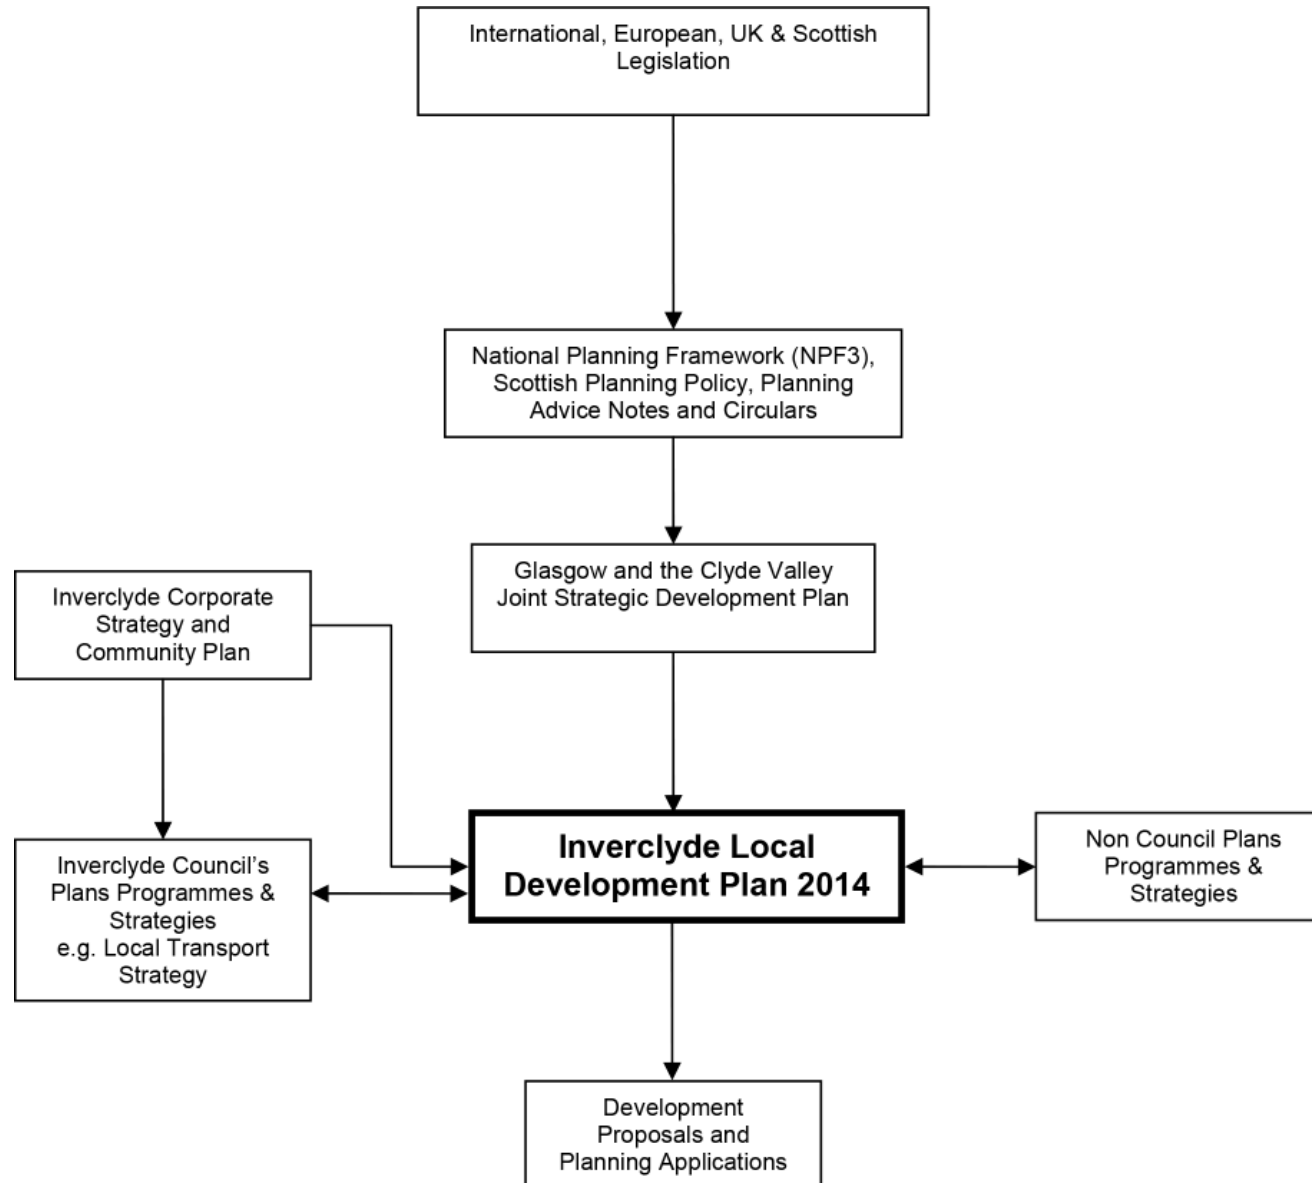 International, European, UK & Scottish
Legislation
National Planning Framework (NPF3),
Scottish Planning Policy, Planning
Advice Notes and Circulars
Glasgow and the Clyde Valley
Joint Strategic Development Plan
Inverclyde Corporate
Strategy and
Community Plan
Inverclyde Council’s
Plans Programmes &
Strategies
e.g. Local Transport
Strategy
Inverclyde Local
Development Plan 2014
Non Council Plans
Programmes &
Strategies
Development
Proposals and
Planning Applications